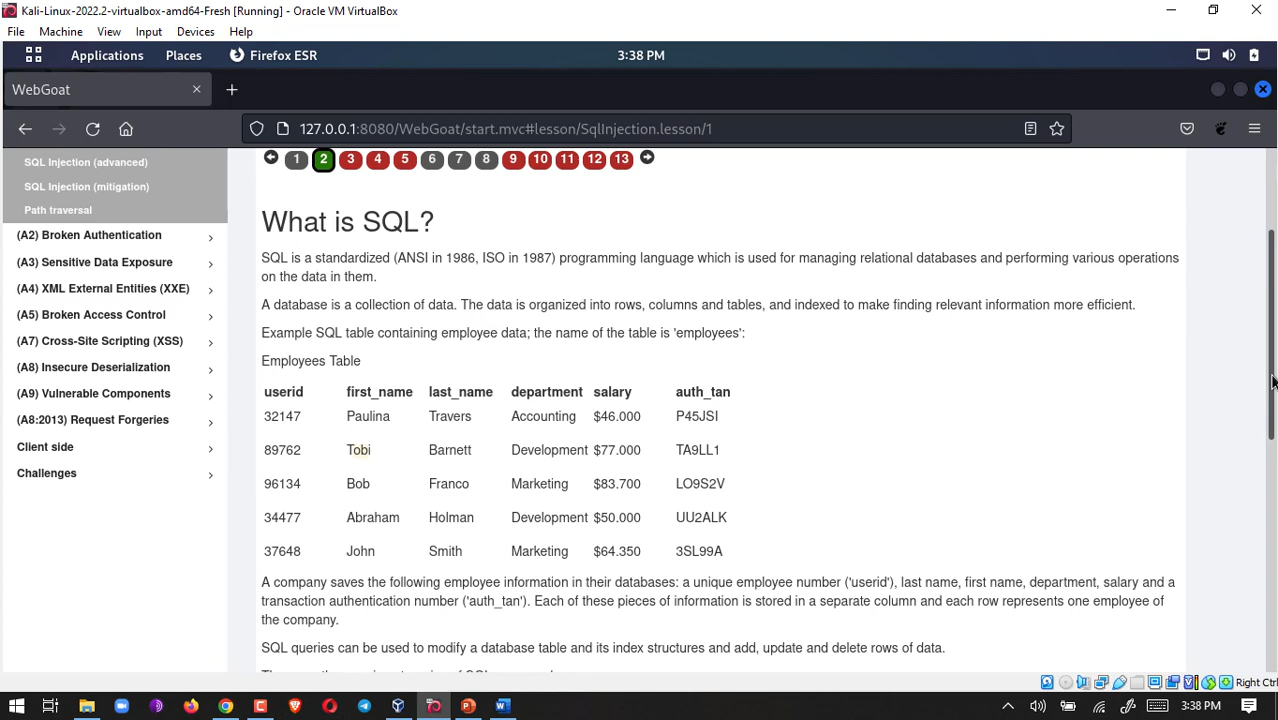 Kali-Linux-2022.2-virtualbox-amd64-Fresh [Running] - Oracle VM VirtualBox
File Machine View Input Devices Help
Applications Places Firefox ESR 3:38 PM
WebGoat
127.0.0.1:8080/WebGoat/start.mvc#lesson/SqlInjection.lesson/1
SQL Injection (advanced)
SQL Injection (mitigation)
Path traversal
(A2) Broken Authentication
(A3) Sensitive Data Exposure
(A4) XML External Entities (XXE)
(A5) Broken Access Control
(A7) Cross-Site Scripting (XSS)
(A8) Insecure Deserialization
(A9) Vulnerable Components
(A8:2013) Request Forgeries
Client side
Challenges
1 2 3 4 5 6 7 8 9 10 11 12 13
What is SQL?
SQL is a standardized (ANSI in 1986, ISO in 1987) programming language which is used for managing relational databases and performing various operations
on the data in them.
A database is a collection of data. The data is organized into rows, columns and tables, and indexed to make finding relevant information more efficient.
Example SQL table containing employee data; the name of the table is 'employees':
Employees Table
userid first_name last_name department salary auth_tan
32147 Paulina Travers Accounting $46.000 P45JSI
89762 Tobi Barnett Development $77.000 TA9LL1
96134 Bob Franco Marketing $83.700 LO9S2V
34477 Abraham Holman Development $50.000 UU2ALK
37648 John Smith Marketing $64.350 3SL99A
A company saves the following employee information in their databases: a unique employee number ('userid'), last name, first name, department, salary and a
transaction authentication number ('auth_tan'). Each of these pieces of information is stored in a separate column and each row represents one employee of
the company.
SQL queries can be used to modify a database table and its index structures and add, update and delete rows of data.
Right Ctrl
3:38 PM